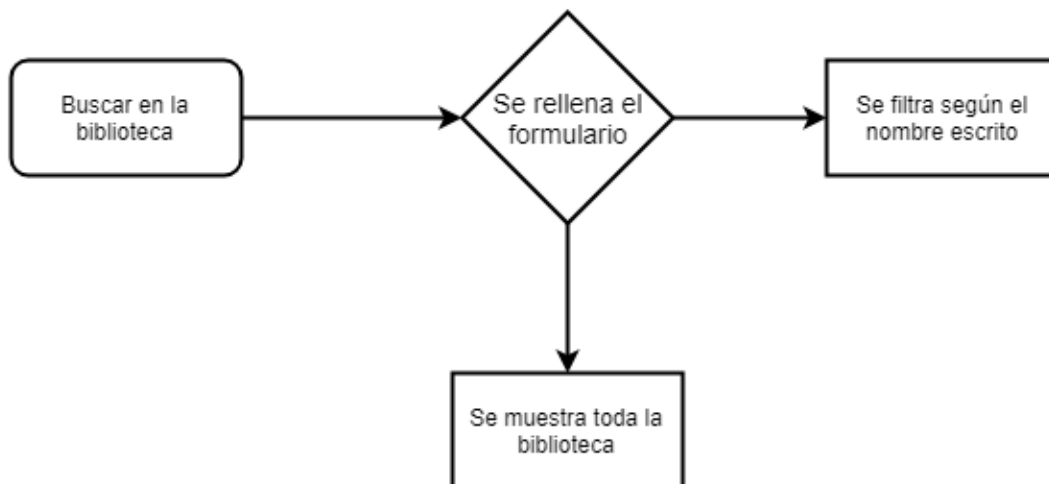 Buscar en la
biblioteca
Se rellena el
formulario
Se filtra según el
nombre escrito
Se muestra toda la
biblioteca